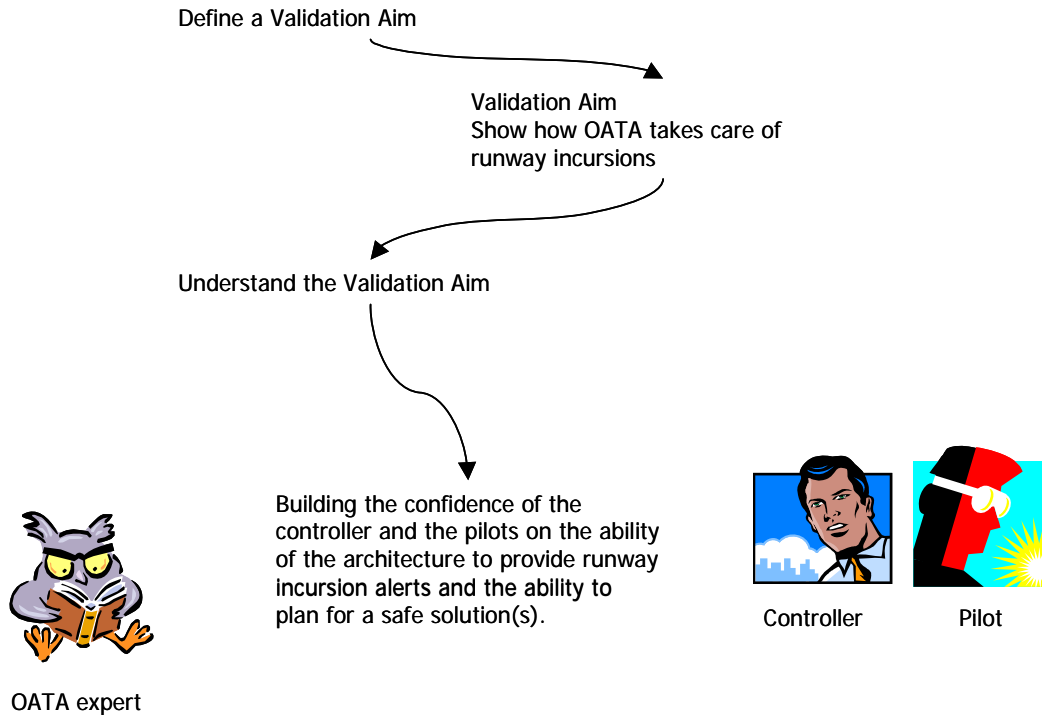 Define a Validation Aim
Validation Aim
Show how OATA takes care of
runway incursions
Understand the Validation Aim
Building the confidence of the
controller and the pilots on the ability
of the architecture to provide runway
incursion alerts and the ability to
plan for a safe solution(s).
Controller
Pilot
OATA expert